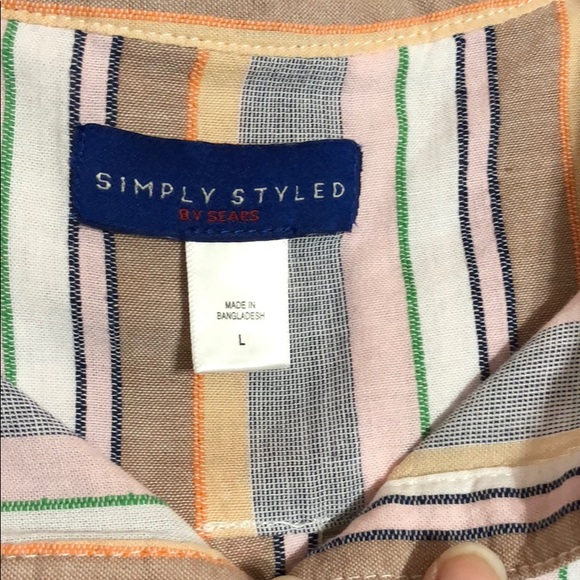 SIMPLY STYLED
BY SEARS
MADE IN
BANGLADESH
L